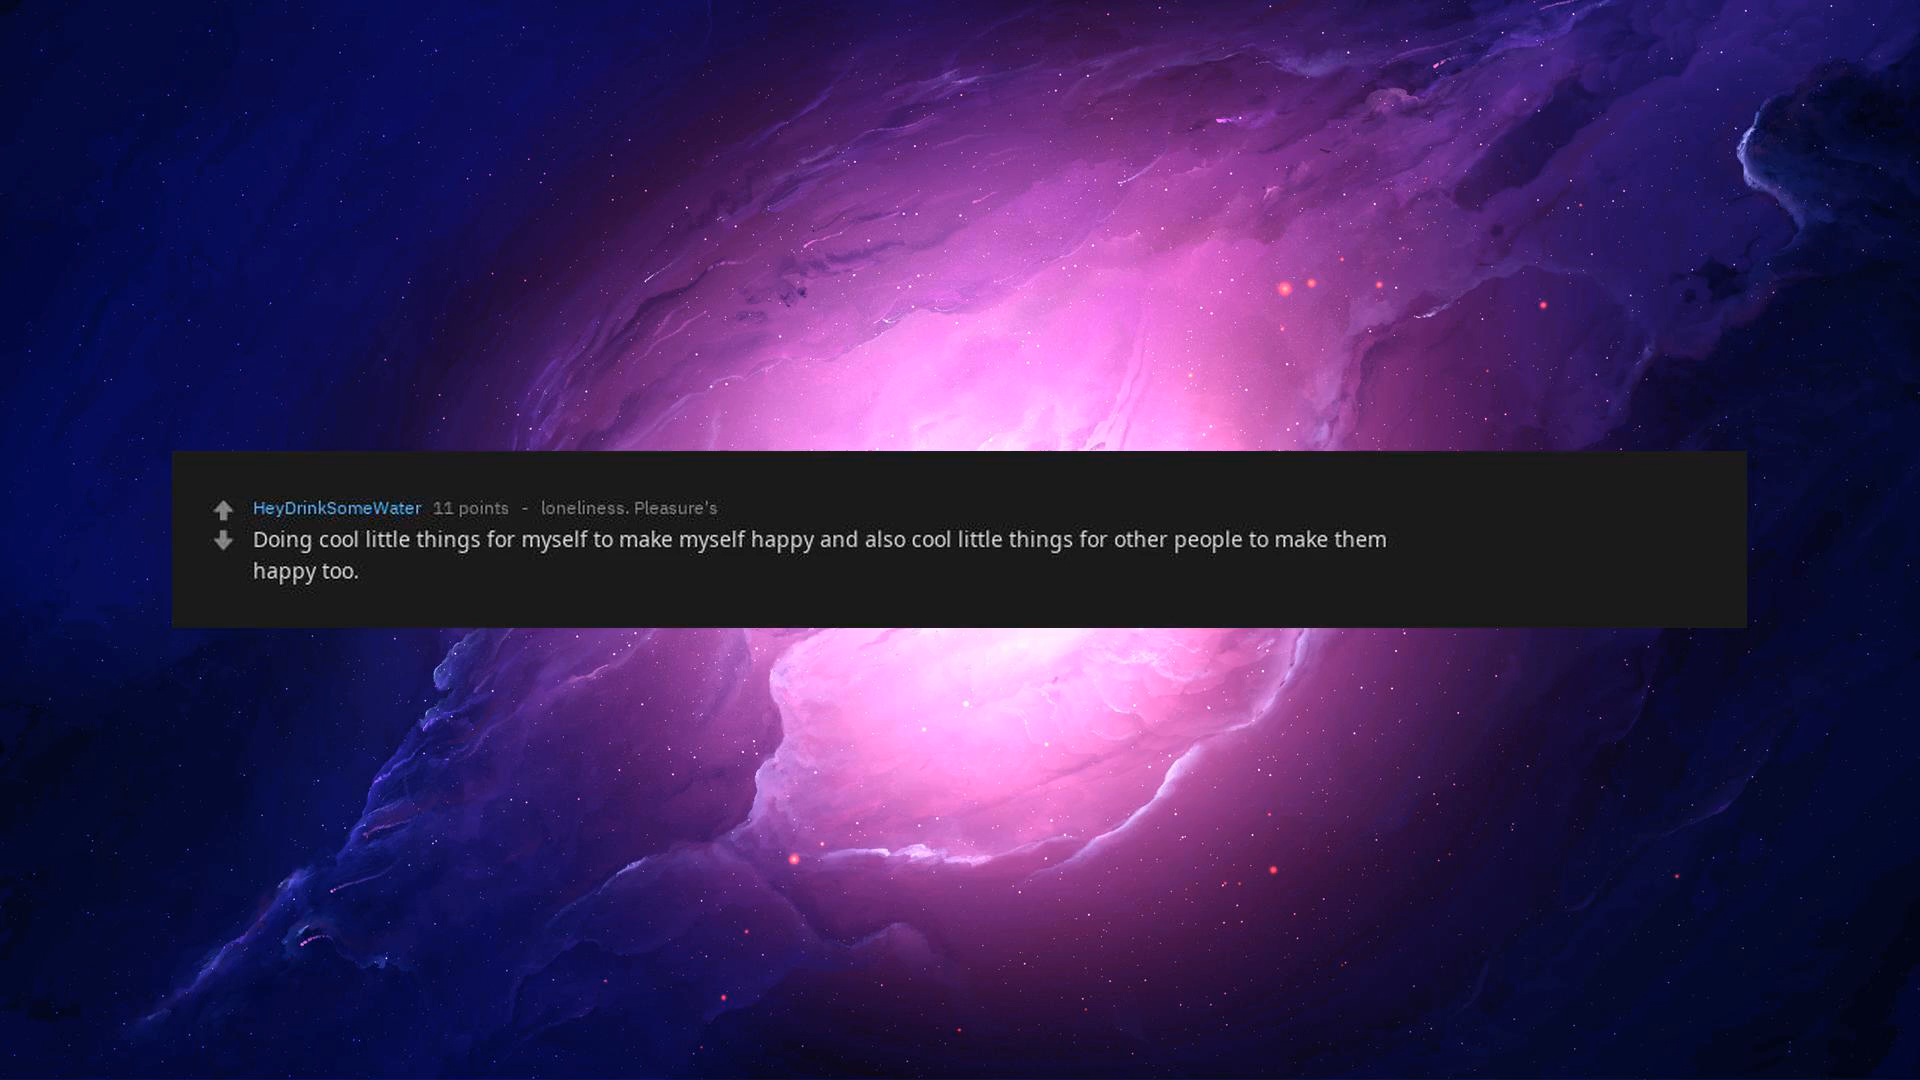 HeyDrinkSomeWater 11 points - loneliness. Pleasure's
Doing cool little things for myself to make myself happy and also cool little things for other people to make them
happy too.